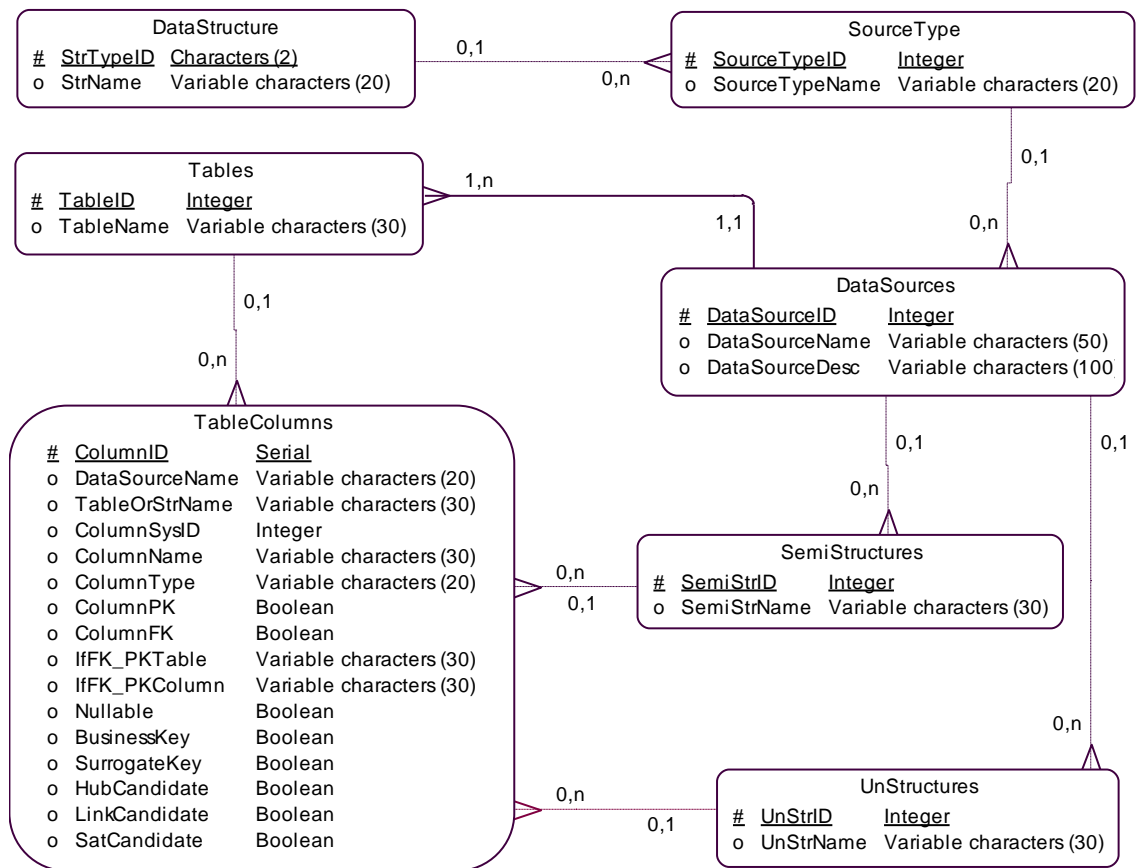 DataStructure
# StrTypeID Characters (2)
o StrName Variable characters (20)
0,1
0,n
SourceType
# SourceTypeID Integer
o SourceTypeName Variable characters (20)
0,1
0,n
Tables
# TableID Integer
o TableName Variable characters (30)
1,n
1,1
0,1
0,n
DataSources
# DataSourceID Integer
o DataSourceName Variable characters (50)
o DataSourceDesc Variable characters (100)
0,1
0,n
0,1
0,n
TableColumns
# ColumnID Serial
o DataSourceName Variable characters (20)
o TableOrStrName Variable characters (30)
o ColumnSysID Integer
o ColumnName Variable characters (30)
o ColumnType Variable characters (20)
o ColumnPK Boolean
o ColumnFK Boolean
o IfFK_PKTable Variable characters (30)
o IfFK_PKColumn Variable characters (30)
o Nullable Boolean
o BusinessKey Boolean
o SurrogateKey Boolean
o HubCandidate Boolean
o LinkCandidate Boolean
o SatCandidate Boolean
0,n
0,1
SemiStructures
# SemiStrID Integer
o SemiStrName Variable characters (30)
0,n
0,1
UnStructures
# UnStrID Integer
o UnStrName Variable characters (30)